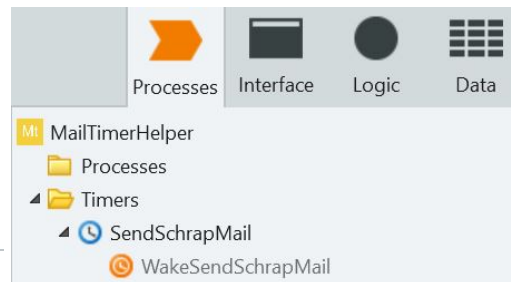 Processes Interface Logic Data
Mt MailTimerHelper
Processes
Timers
SendSchrapMail
WakeSendSchrapMail